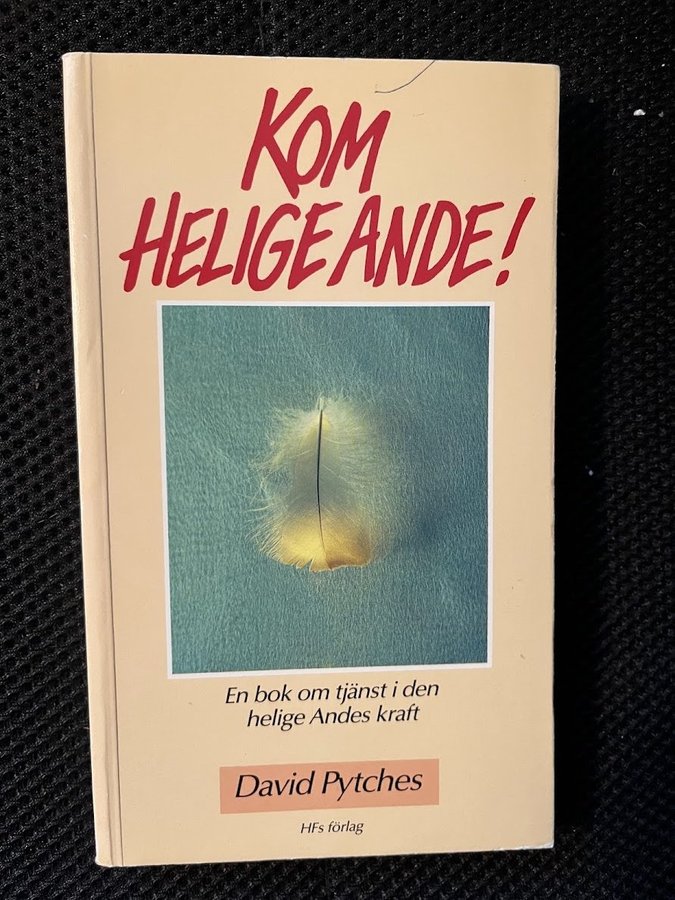 KOM
HELIGE ANDE!
En bok om tjänst i den
helige Andes kraft
David Pytches
HFs förlag